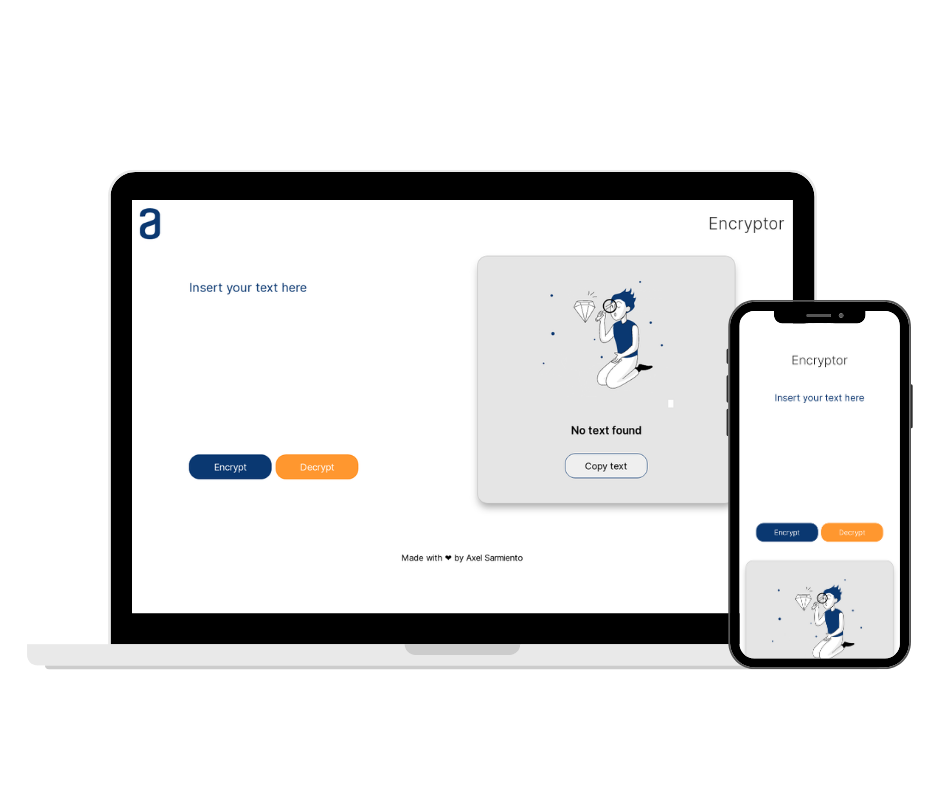 a
Encryptor
Insert your text here
No text found
Copy text
Encrypt
Decrypt
Made with ❤ by Axel Sarmiento
Encryptor
Insert your text here
Encrypt
Decrypt